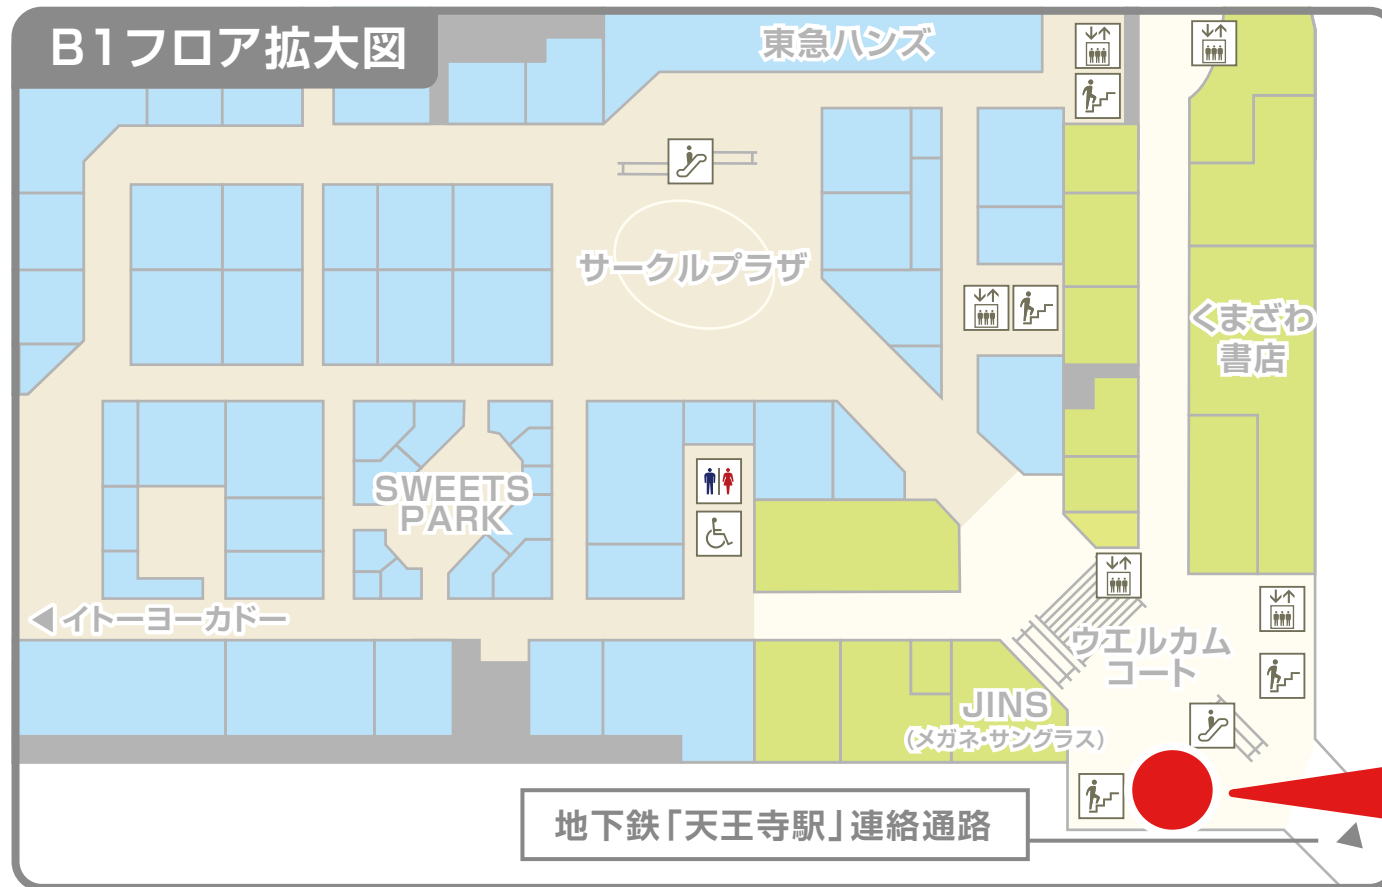 B1フロア拡大図
東急ハンズ
サークルプラザ
くまざわ
書店
SWEETS
PARK
◀イトーヨーカドー
ウエルカム
コート
JINS
(メガネ・サングラス)
地下鉄「天王寺駅」連絡通路